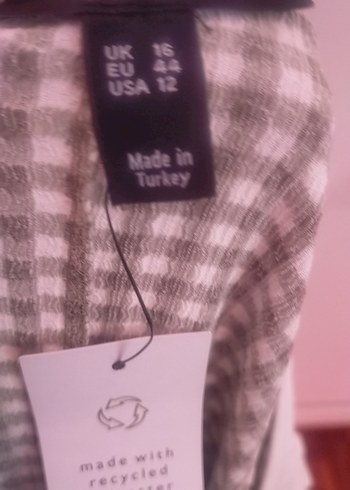 UK 16
EU 44
USA 12
Made in
Turkey
made with
recycled